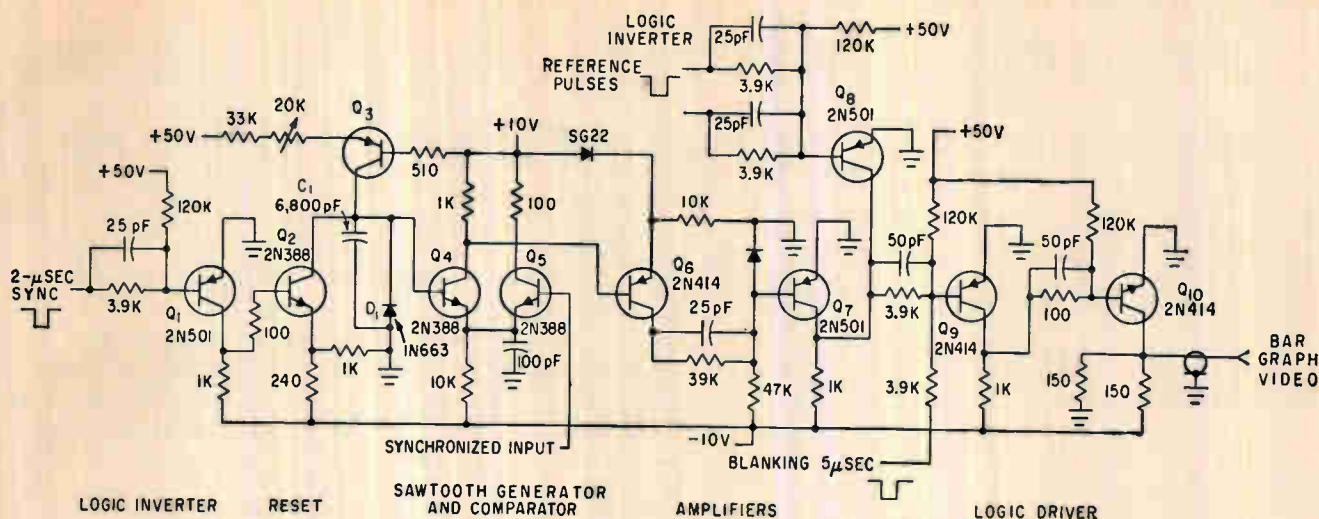 LOGIC
INVERTER
25pF
120K
+50V
REFERENCE
PULSES
3.9K
25pF
3.9K
Q8
2N501
+50V
33K
20K
Q3
+10V
SG22
510
+50V
+50V
120K
25 pF
C1
6,800pF
1K
100
10K
120K
120K
2-μSEC
SYNC
3.9K
Q1
2N501
Q2
2N388
Q4
2N388
Q5
2N388
Q6
2N414
Q7
2N501
50pF
50pF
Q9
2N414
Q10
2N414
100
D1
1N663
25pF
3.9K
100
100pF
39K
1K
240
1K
10K
47K
1K
3.9K
1K
150
150
BAR
GRAPH
VIDEO
SYNCHRONIZED INPUT
-10V
BLANKING 5μSEC
LOGIC INVERTER
RESET
SAWTOOTH GENERATOR
AND COMPARATOR
AMPLIFIERS
LOGIC DRIVER